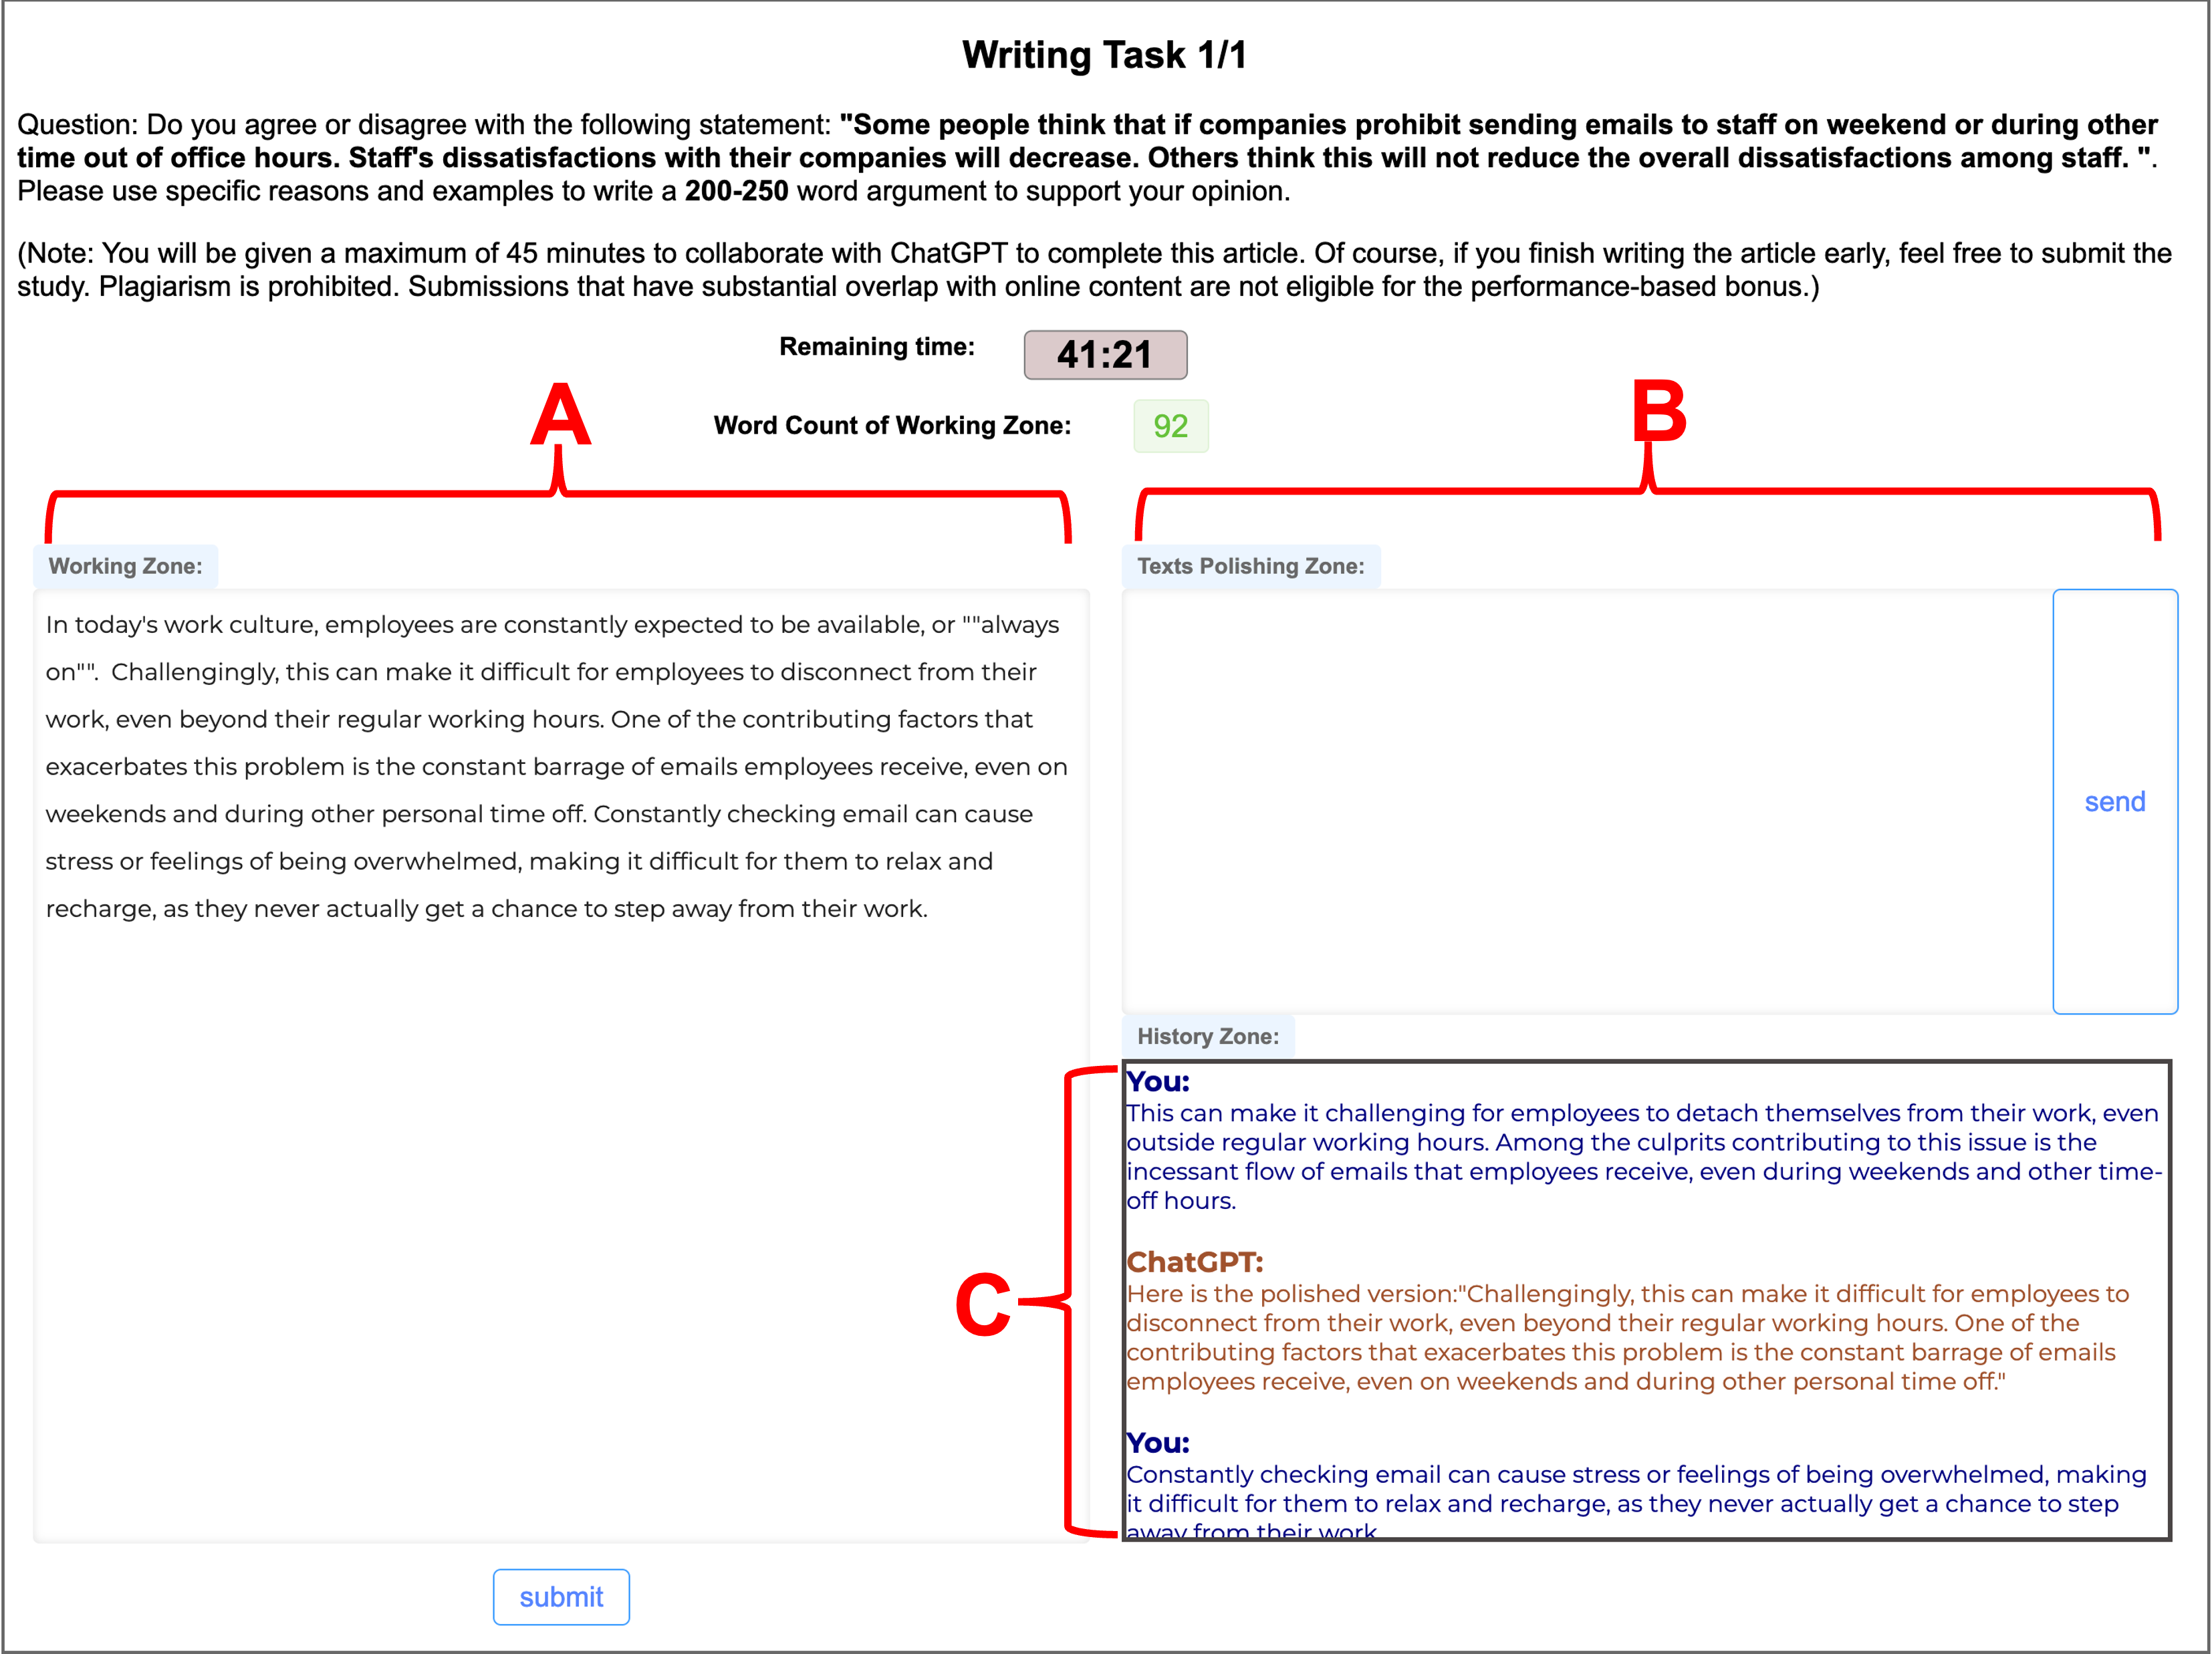 Writing Task 1/1
Question: Do you agree or disagree with the following statement: "Some people think that if companies prohibit sending emails to staff on weekend or during other
time out of office hours. Staff's dissatisfactions with their companies will decrease. Others think this will not reduce the overall dissatisfactions among staff. ".
Please use specific reasons and examples to write a 200-250 word argument to support your opinion.
(Note: You will be given a maximum of 45 minutes to collaborate with ChatGPT to complete this article. Of course, if you finish writing the article early, feel free to submit the
study. Plagiarism is prohibited. Submissions that have substantial overlap with online content are not eligible for the performance-based bonus.)
Remaining time: 41:21
Word Count of Working Zone: 92
A
B
Working Zone:
In today's work culture, employees are constantly expected to be available, or ""always
on"".  Challengingly, this can make it difficult for employees to disconnect from their
work, even beyond their regular working hours. One of the contributing factors that
exacerbates this problem is the constant barrage of emails employees receive, even on
weekends and during other personal time off. Constantly checking email can cause
stress or feelings of being overwhelmed, making it difficult for them to relax and
recharge, as they never actually get a chance to step away from their work.
submit
Texts Polishing Zone:
send
History Zone:
C
You:
This can make it challenging for employees to detach themselves from their work, even
outside regular working hours. Among the culprits contributing to this issue is the
incessant flow of emails that employees receive, even during weekends and other time-
off hours.
ChatGPT:
Here is the polished version:"Challengingly, this can make it difficult for employees to
disconnect from their work, even beyond their regular working hours. One of the
contributing factors that exacerbates this problem is the constant barrage of emails
employees receive, even on weekends and during other personal time off."
You:
Constantly checking email can cause stress or feelings of being overwhelmed, making
it difficult for them to relax and recharge, as they never actually get a chance to step
away from their work